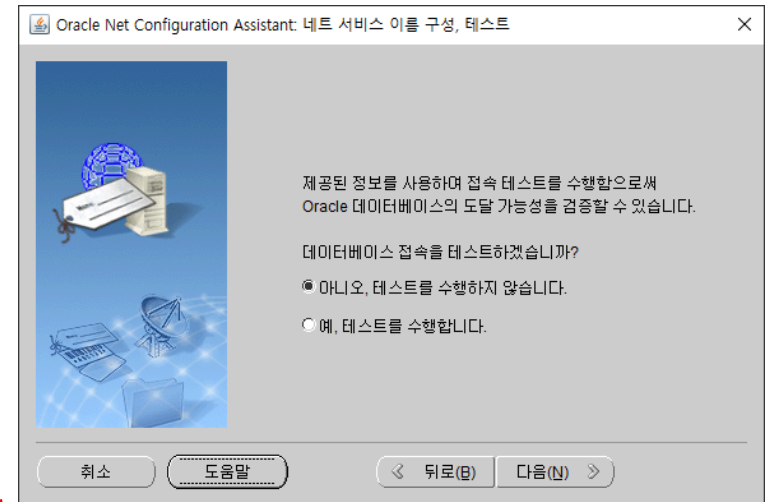 Oracle Net Configuration Assistant: 네트 서비스 이름 구성, 테스트
제공된 정보를 사용하여 접속 테스트를 수행함으로써
Oracle 데이터베이스의 도달 가능성을 검증할 수 있습니다.
데이터베이스 접속을 테스트하겠습니까?
아니오, 테스트를 수행하지 않습니다.
예, 테스트를 수행합니다.
취소
도움말
뒤로(B)
다음(N)